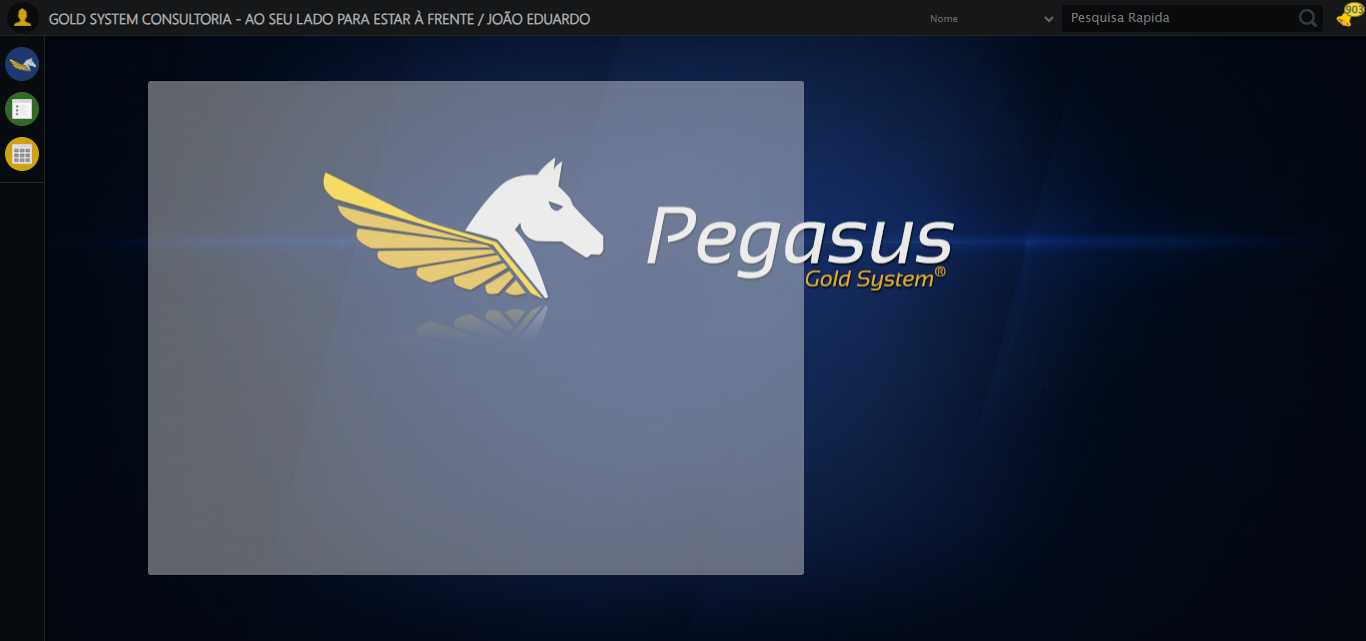 GOLD SYSTEM CONSULTORIA - AO SEU LADO PARA ESTAR À FRENTE / JOÃO EDUARDO
Nome
Pesquisa Rapida
903
Pegasus
Gold System®